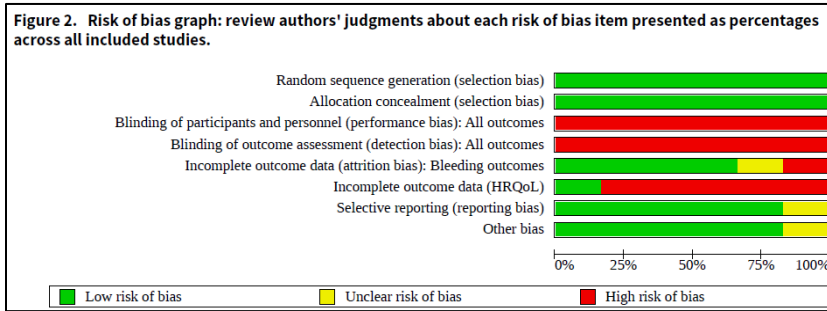 Figure 2. Risk of bias graph: review authors' judgments about each risk of bias item presented as percentages
across all included studies.
Random sequence generation (selection bias)
Allocation concealment (selection bias)
Blinding of participants and personnel (performance bias): All outcomes
Blinding of outcome assessment (detection bias): All outcomes
Incomplete outcome data (attrition bias): Bleeding outcomes
Incomplete outcome data (HRQoL)
Selective reporting (reporting bias)
Other bias
0% 25% 50% 75% 100%
Low risk of bias Unclear risk of bias High risk of bias